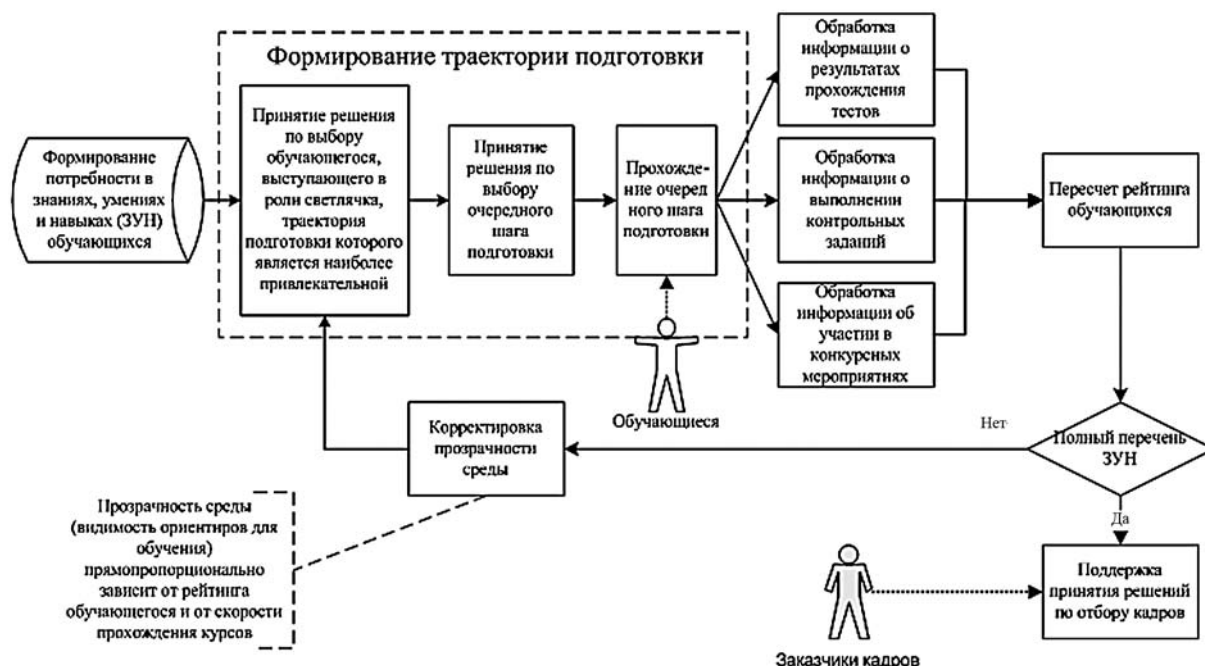 Формирование траектории подготовки
Формирование
потребности в
знаниях, умениях
и навыках (ЗУН)
обучающихся
Принятие решения
по выбору
обучающегося,
выступающего в
роли светлячка,
траектория
подготовки которого
является наиболее
привлекательной
Принятие
решения по
выбору
очередного
шага
подготовки
Прохожде-
ние очеред
ного шага
подготовки
Обучающиеся
Обработка
информации о
результатах
прохождения
тестов
Обработка
информации о
выполнении
контрольных
заданий
Обработка
информации об
участии в
конкурсных
мероприятиях
Пересчет рейтинга
обучающихся
Полный перечень
ЗУН
Нет
Да
Корректировка
прозрачности
среды
Прозрачность среды
(видимость ориентиров для
обучения)
прямопропорционально
зависит от рейтинга
обучающегося и от скорости
прохождения курсов
Поддержка
принятия решений
по отбору кадров
Заказчики кадров